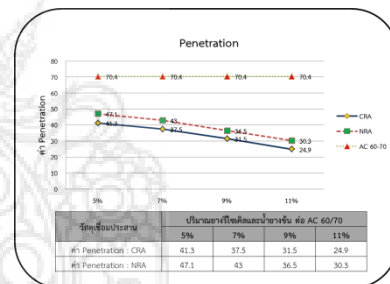 Penetration
80
70
60
50
40
30
20
10
0
ค่า Penetration
70.4 70.4 70.4 70.4
47.1 43 36.5 30.3
41.3 37.5 31.5 24.9
5% 7% 9% 11%
CRA
NRA
AC 60-70
วัสดุเชื่อมประสาน ปริมาณยางรีไซเคิลและน้ำยางข้น ต่อ AC 60/70
5% 7% 9% 11%
ค่า Penetration : CRA 41.3 37.5 31.5 24.9
ค่า Penetration : NRA 47.1 43 36.5 30.3